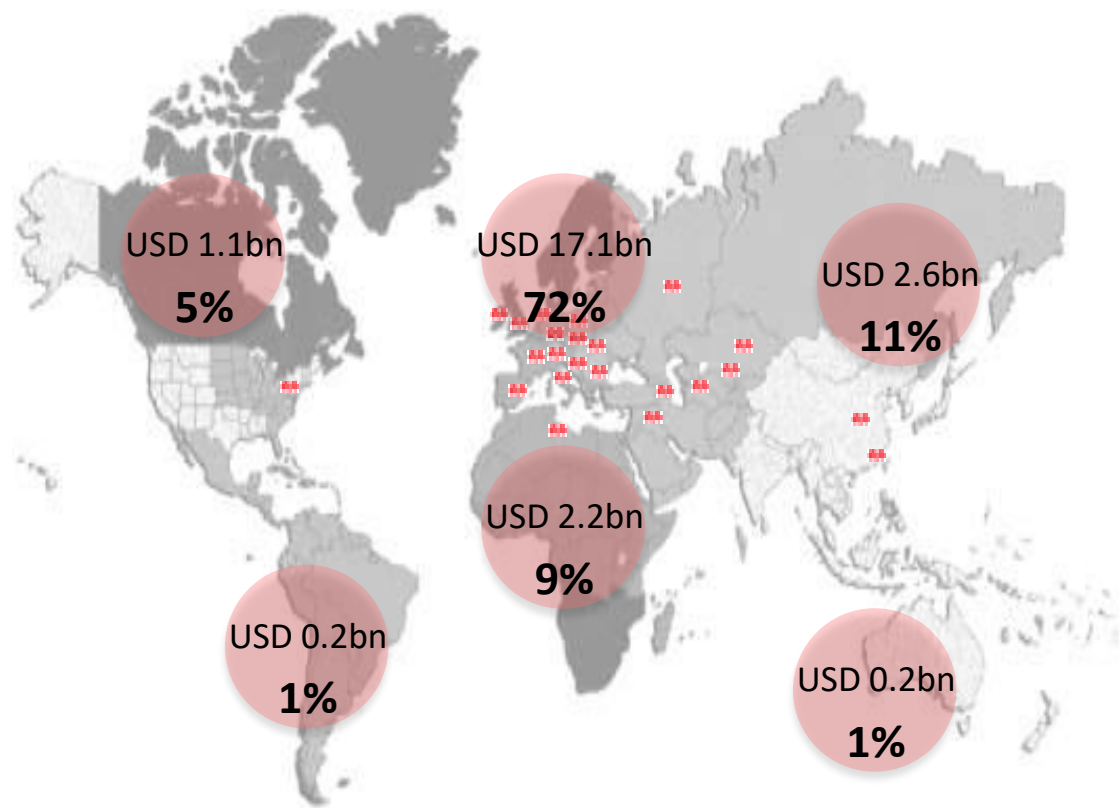 USD 1.1bn
5%
USD 17.1bn
72%
USD 2.6bn
11%
USD 2.2bn
9%
USD 0.2bn
1%
USD 0.2bn
1%